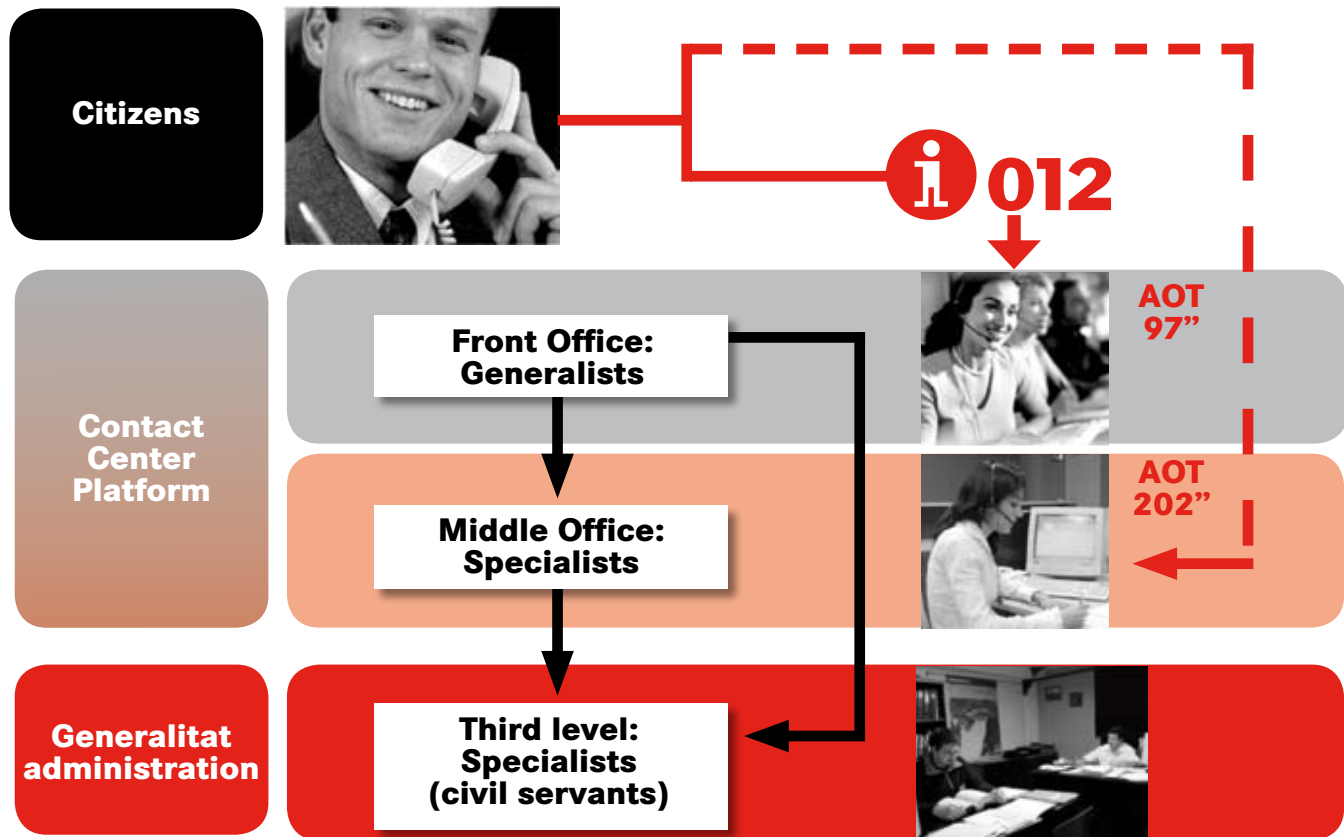 Citizens
012
Contact
Center
Platform
Front Office:
Generalists
AOT
97”
Middle Office:
Specialists
AOT
202”
Generalitat
administration
Third level:
Specialists
(civil servants)